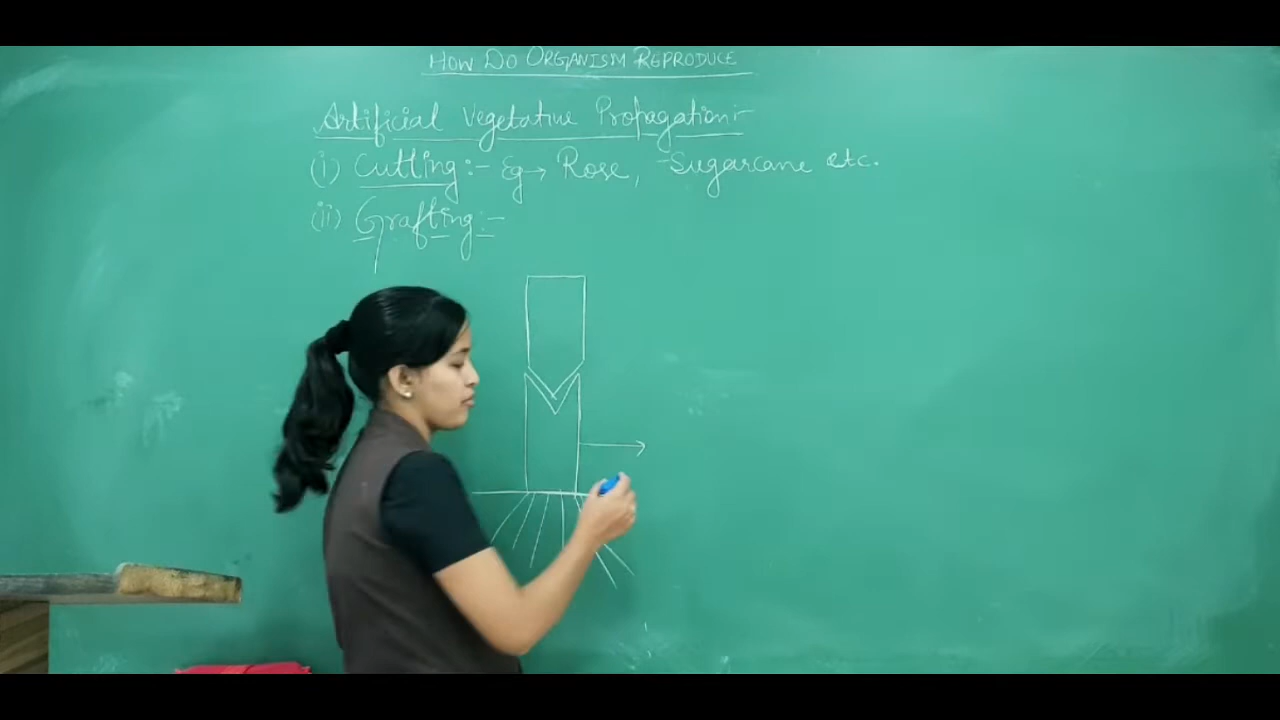 HOW DO ORGANISM REPRODUCE
Artificial Vegetative Propagation:-
(i) Cutting:- Eg→ Rose, Sugarcane etc.
(ii) Grafting:-